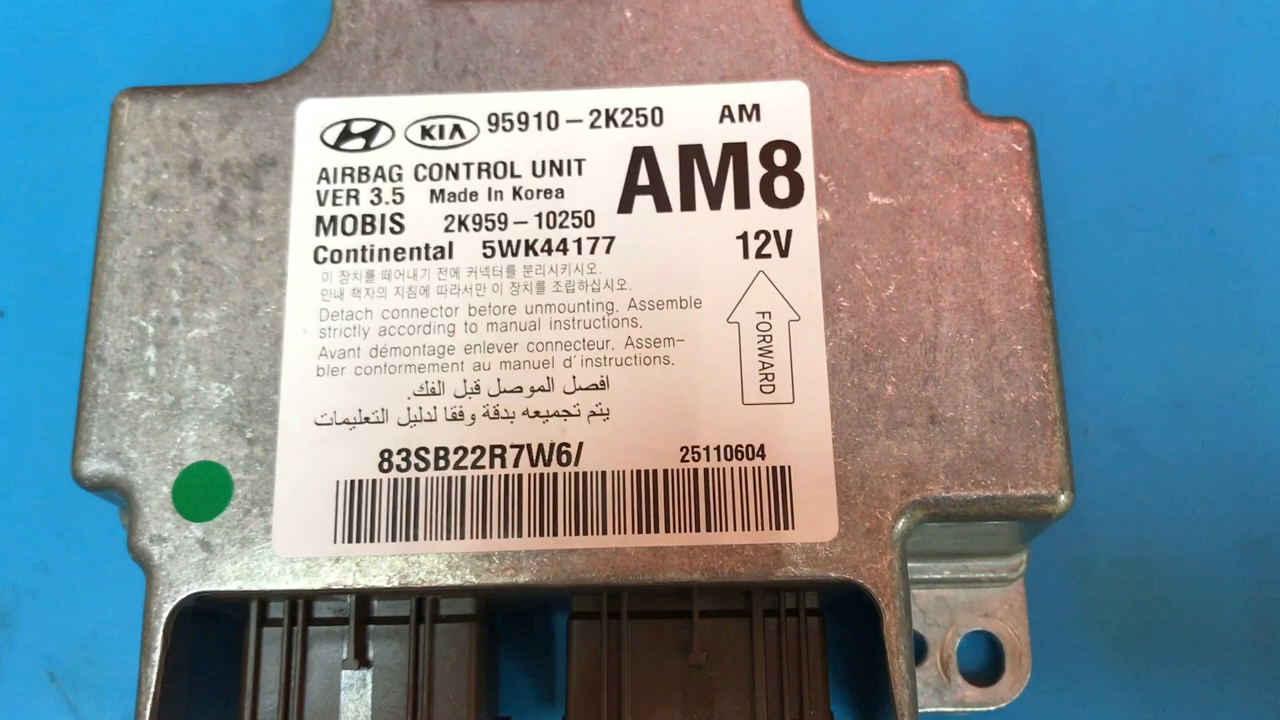 KIA 95910-2K250 AM
AIRBAG CONTROL UNIT
AM8
VER 3.5 Made In Korea
MOBIS 2K959-10250
Continental 5WK44177
12V
이 장치를 떼어내기 전에 커넥터를 분리시키시오.
안내 책자의 지침에 따라서만 이 장치를 조립하십시오.
Detach connector before unmounting. Assemble
strictly according to manual instructions.
Avant démontage enlever connecteur. Assem-
bler conformement au manuel d'instructions.
FORWARD
افصل الموصل قبل الفك.
يتم تجميعه بدقة وفقا لدليل التعليمات
83SB22R7W6/ 25110604